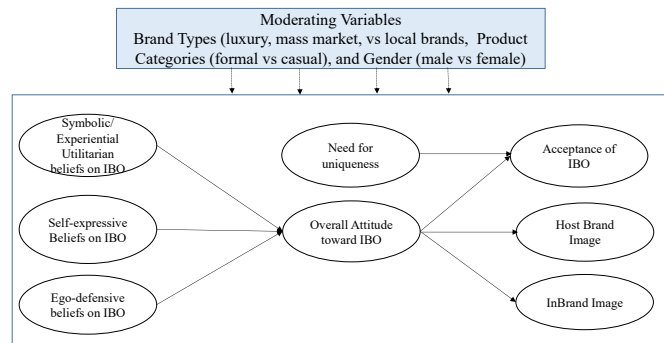 Moderating Variables
Brand Types (luxury, mass market, vs local brands, Product
Categories (formal vs casual), and Gender (male vs female)
Symbolic/
Experiential
Utilitarian
beliefs on IBO
Need for
uniqueness
Acceptance of
IBO
Self-expressive
Beliefs on IBO
Overall Attitude
toward IBO
Host Brand
Image
Ego-defensive
beliefs on IBO
InBrand Image